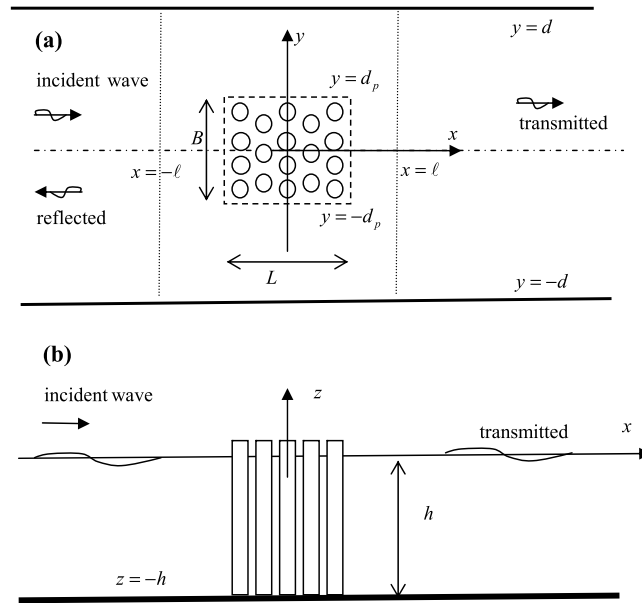 (a)
y
y = d
incident wave
y = d_p
transmitted
B
x
x = −ℓ
x = ℓ
reflected
y = −d_p
L
y = −d
(b)
incident wave
z
transmitted
x
h
z = −h